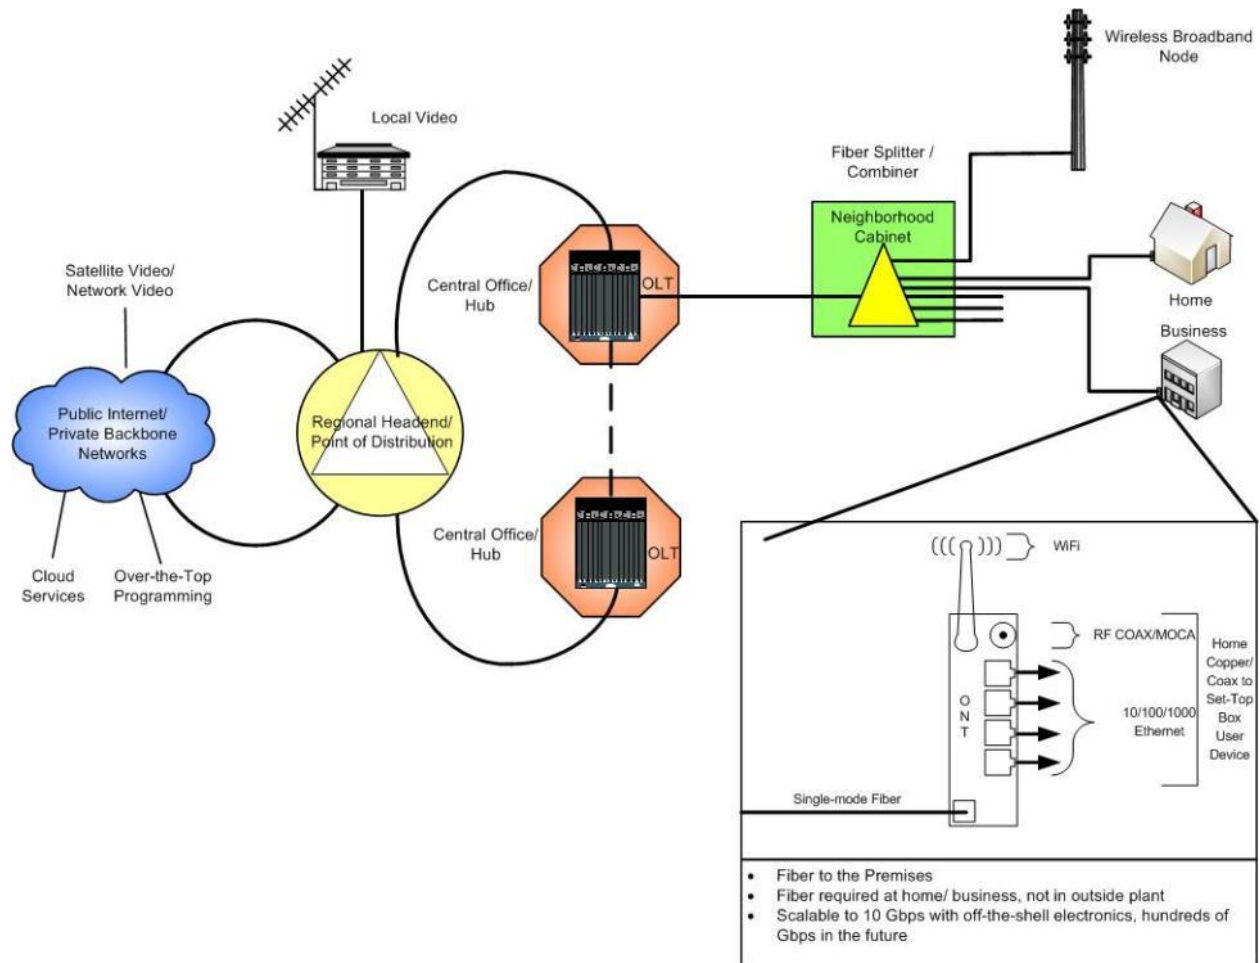 Wireless Broadband
Node
Local Video
Fiber Splitter /
Combiner
Neighborhood
Cabinet
Satellite Video/
Network Video
Central Office/
Hub
OLT
Home
Business
Public Internet/
Private Backbone
Networks
Regional Headend/
Point of Distribution
Central Office/
Hub
OLT
Cloud
Services
Over-the-Top
Programming
WiFi
RF COAX/MOCA
Home
Copper/
Coax to
Set-Top
Box
User
Device
O
N
T
10/100/1000
Ethernet
Single-mode Fiber
• Fiber to the Premises
• Fiber required at home/ business, not in outside plant
• Scalable to 10 Gbps with off-the-shell electronics, hundreds of
Gbps in the future